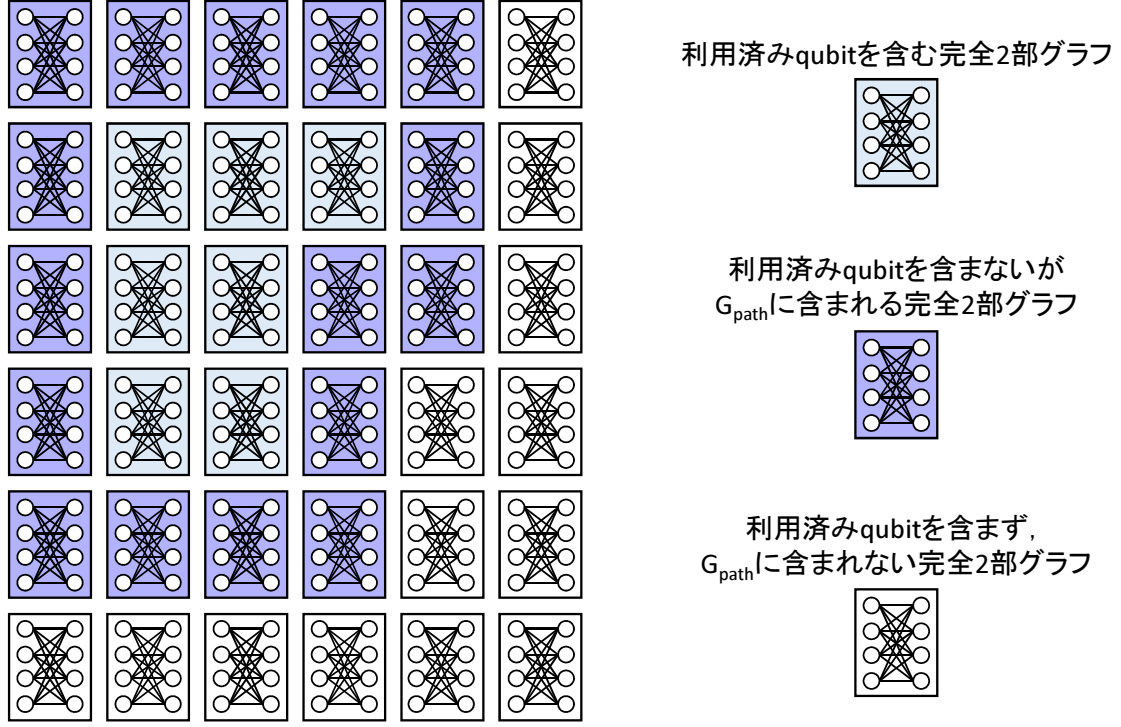 利用済みqubitを含む完全2部グラフ
利用済みqubitを含まないが
G_pathに含まれる完全2部グラフ
利用済みqubitを含まず，
G_pathに含まれない完全2部グラフ